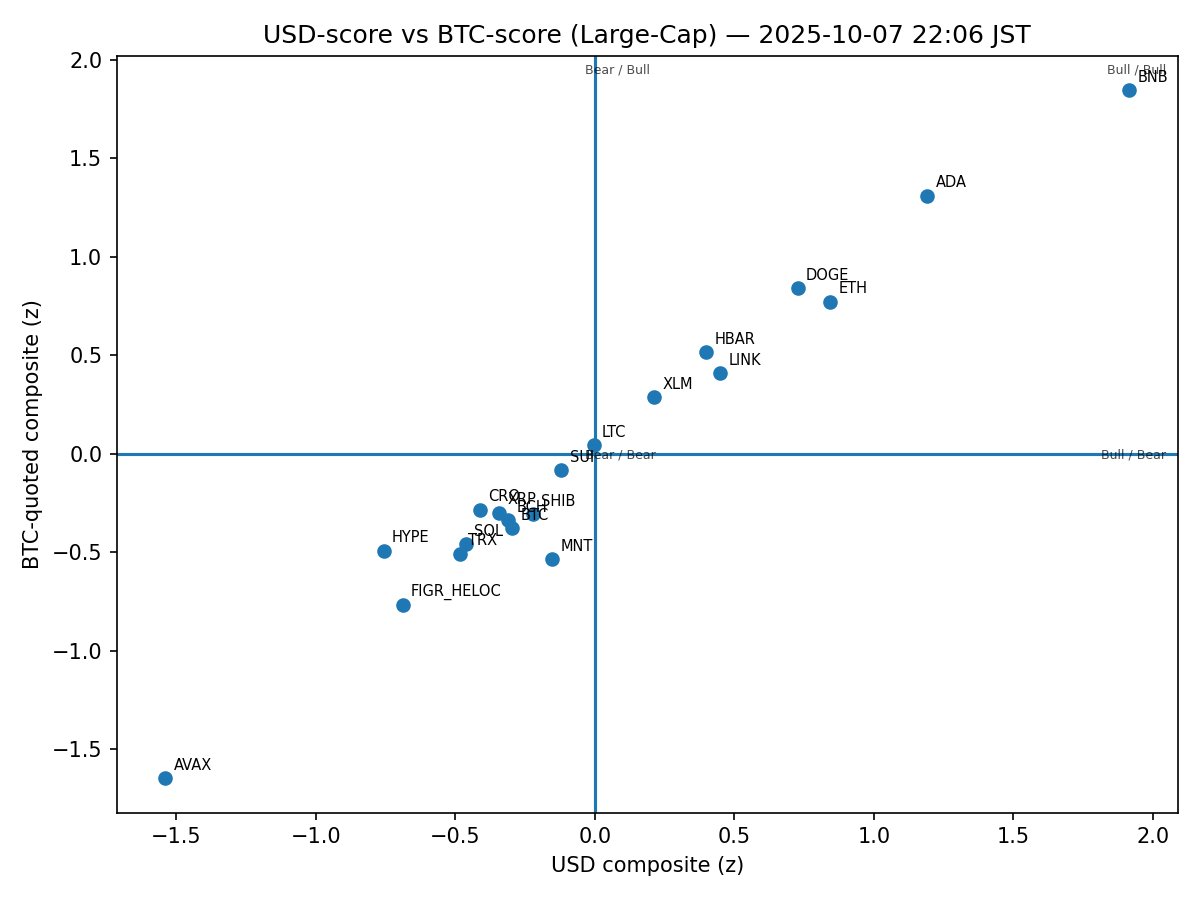 USD-score vs BTC-score (Large-Cap) — 2025-10-07 22:06 JST
Bear / Bull
Bull / Bull
BNB
ADA
DOGE
ETH
HBAR
LINK
XLM
LTC
SUI
Bear / Bear
Bull / Bear
CRO
XRP
SHIB
BCH
BTC
SOL
TRX
HYPE
MNT
FIGR_HELOC
AVAX
2.0
1.5
1.0
0.5
0.0
−0.5
−1.0
−1.5
BTC-quoted composite (z)
−1.5
−1.0
−0.5
0.0
0.5
1.0
1.5
2.0
USD composite (z)